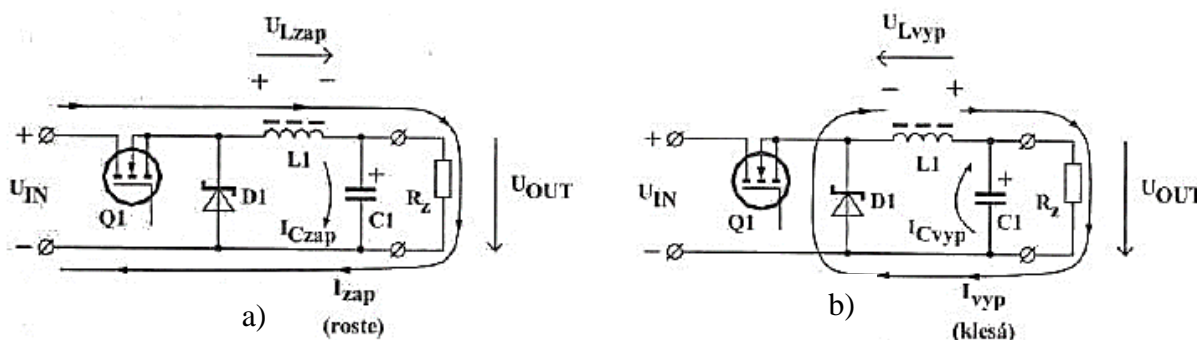 U_Lzap
+ −
+
U_IN
−
Q1
D1
L1
I_Czap
+
C1
R_z
U_OUT
I_zap
(roste)
a)
U_Lvyp
− +
+
U_IN
−
Q1
D1
L1
I_Cvyp
+
C1
R_z
U_OUT
I_vyp
(klesá)
b)